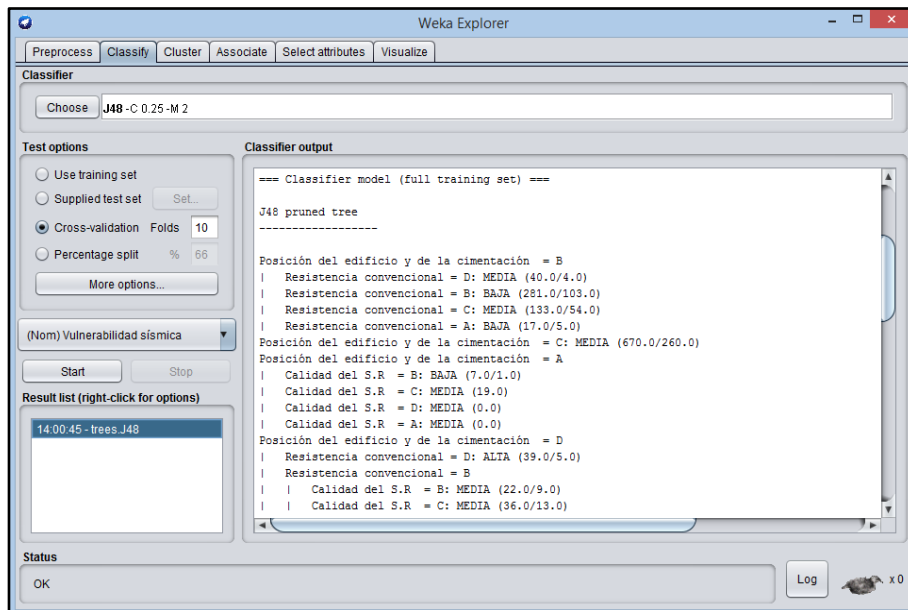 Weka Explorer
Preprocess Classify Cluster Associate Select attributes Visualize
Classifier
Choose J48 -C 0.25 -M 2
Test options
Use training set
Supplied test set Set...
Cross-validation Folds 10
Percentage split % 66
More options...
(Nom) Vulnerabilidad sísmica
Start Stop
Result list (right-click for options)
14:00:45 - trees.J48
Classifier output
=== Classifier model (full training set) ===
J48 pruned tree
------------------
Posición del edificio y de la cimentación = B
| Resistencia convencional = D: MEDIA (40.0/4.0)
| Resistencia convencional = B: BAJA (281.0/103.0)
| Resistencia convencional = C: MEDIA (133.0/54.0)
| Resistencia convencional = A: BAJA (17.0/5.0)
Posición del edificio y de la cimentación = C: MEDIA (670.0/260.0)
Posición del edificio y de la cimentación = A
| Calidad del S.R = B: BAJA (7.0/1.0)
| Calidad del S.R = C: MEDIA (19.0)
| Calidad del S.R = D: MEDIA (0.0)
| Calidad del S.R = A: MEDIA (0.0)
Posición del edificio y de la cimentación = D
| Resistencia convencional = D: ALTA (39.0/5.0)
| Resistencia convencional = B
| | Calidad del S.R = B: MEDIA (22.0/9.0)
| | Calidad del S.R = C: MEDIA (36.0/13.0)
Status
OK
Log
x 0